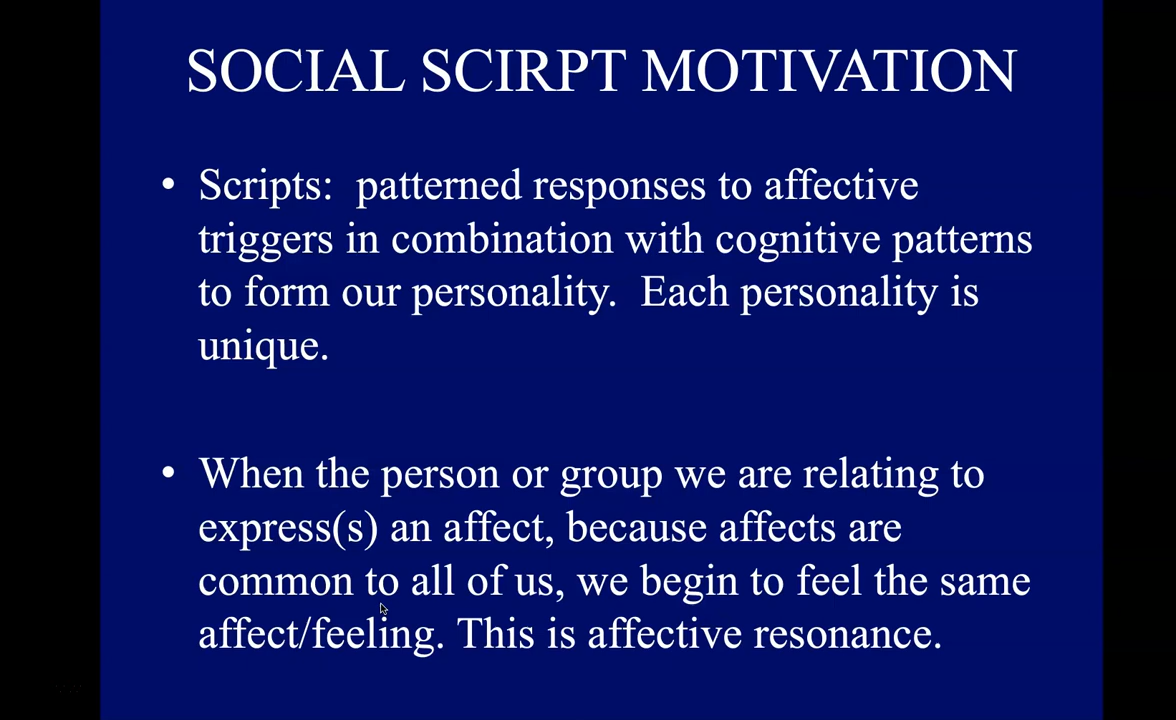 SOCIAL SCIRPT MOTIVATION
• Scripts:  patterned responses to affective
triggers in combination with cognitive patterns
to form our personality.  Each personality is
unique.
• When the person or group we are relating to
express(s) an affect, because affects are
common to all of us, we begin to feel the same
affect/feeling. This is affective resonance.